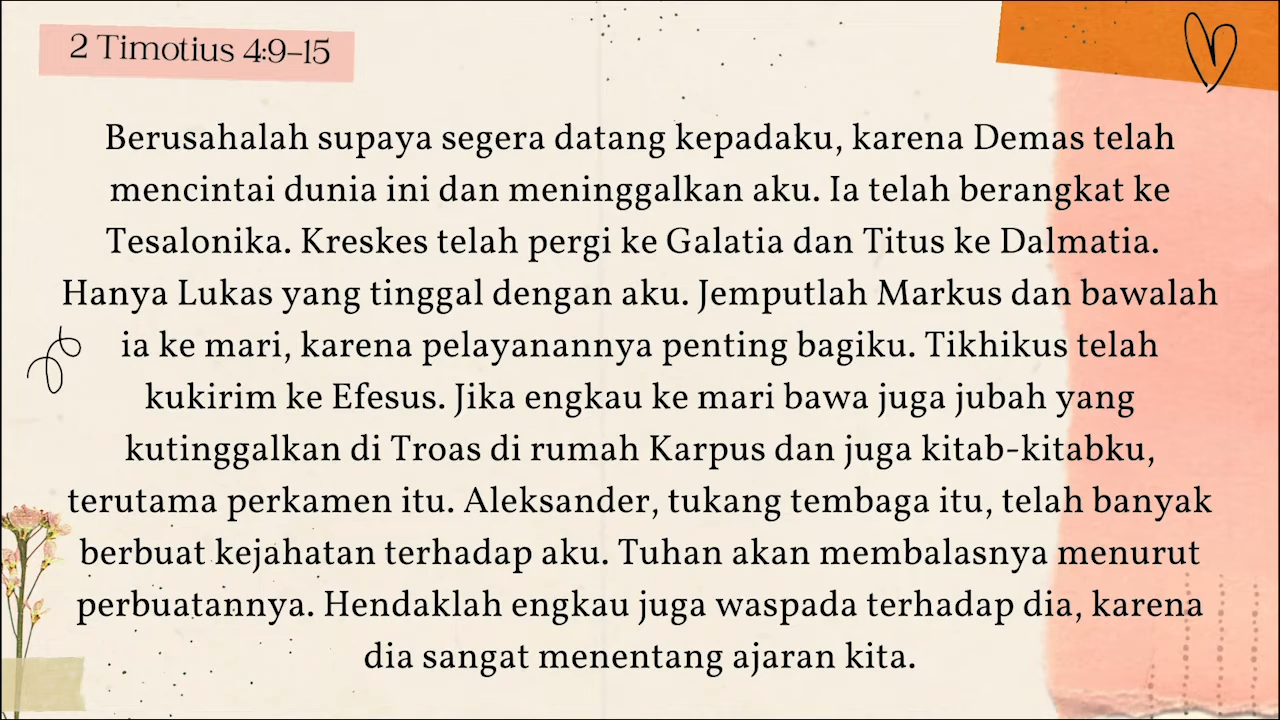 2 Timotius 4:9–15
Berusahalah supaya segera datang kepadaku, karena Demas telah
mencintai dunia ini dan meninggalkan aku. Ia telah berangkat ke
Tesalonika. Kreskes telah pergi ke Galatia dan Titus ke Dalmatia.
Hanya Lukas yang tinggal dengan aku. Jemputlah Markus dan bawalah
ia ke mari, karena pelayanannya penting bagiku. Tikhikus telah
kukirim ke Efesus. Jika engkau ke mari bawa juga jubah yang
kutinggalkan di Troas di rumah Karpus dan juga kitab-kitabku,
terutama perkamen itu. Aleksander, tukang tembaga itu, telah banyak
berbuat kejahatan terhadap aku. Tuhan akan membalasnya menurut
perbuatannya. Hendaklah engkau juga waspada terhadap dia, karena
dia sangat menentang ajaran kita.